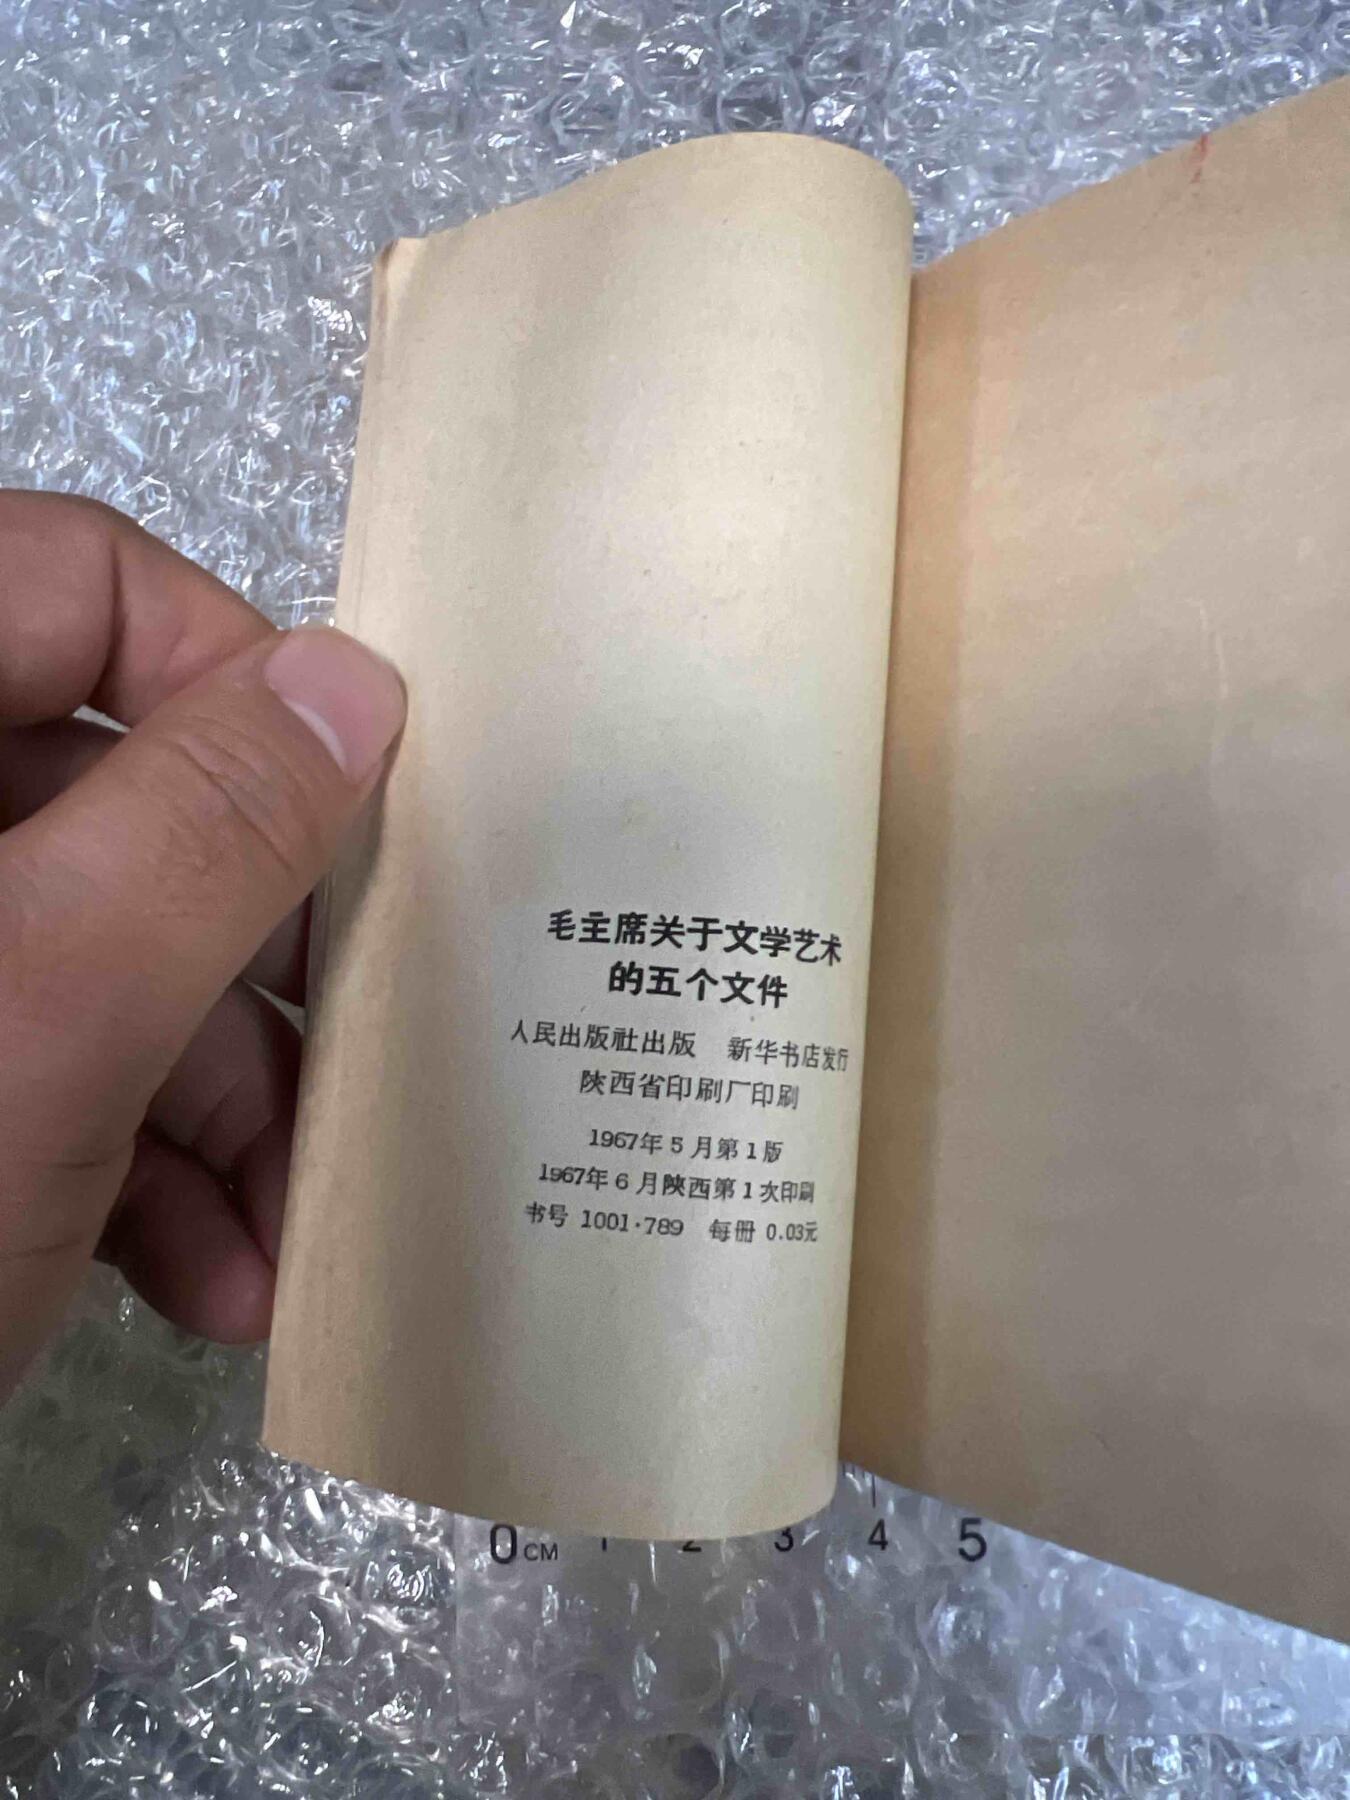 毛主席关于文学艺术
的五个文件
人民出版社出版　新华书店发行
陕西省印刷厂印刷
1967年5月第1版
1967年6月陕西第1次印刷
书号 1001·789　每册 0.03元
0CM 1 2 3 4 5